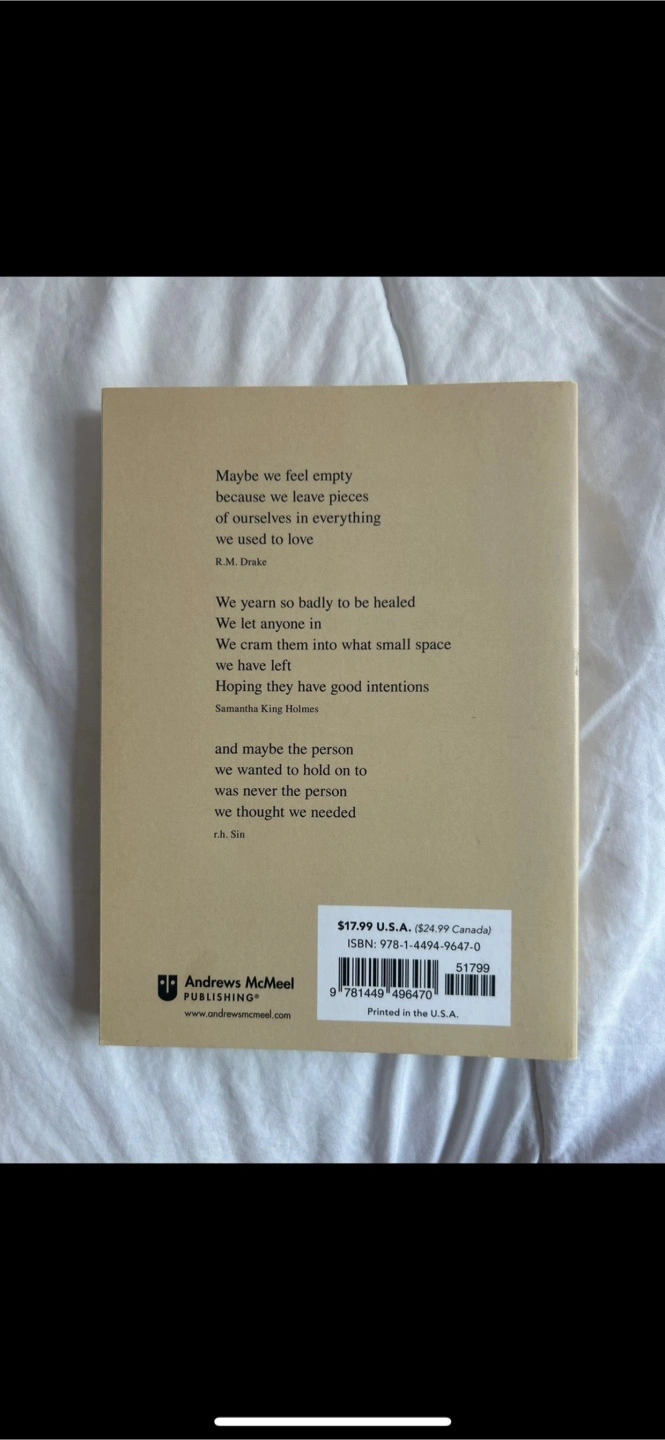 Maybe we feel empty
because we leave pieces
of ourselves in everything
we used to love
R.M. Drake
We yearn so badly to be healed
We let anyone in
We cram them into what small space
we have left
Hoping they have good intentions
Samantha King Holmes
and maybe the person
we wanted to hold on to
was never the person
we thought we needed
r.h. Sin
Andrews McMeel
PUBLISHING®
www.andrewsmcmeel.com
$17.99 U.S.A. ($24.99 Canada)
ISBN: 978-1-4494-9647-0
51799
9 781449 496470
Printed in the U.S.A.